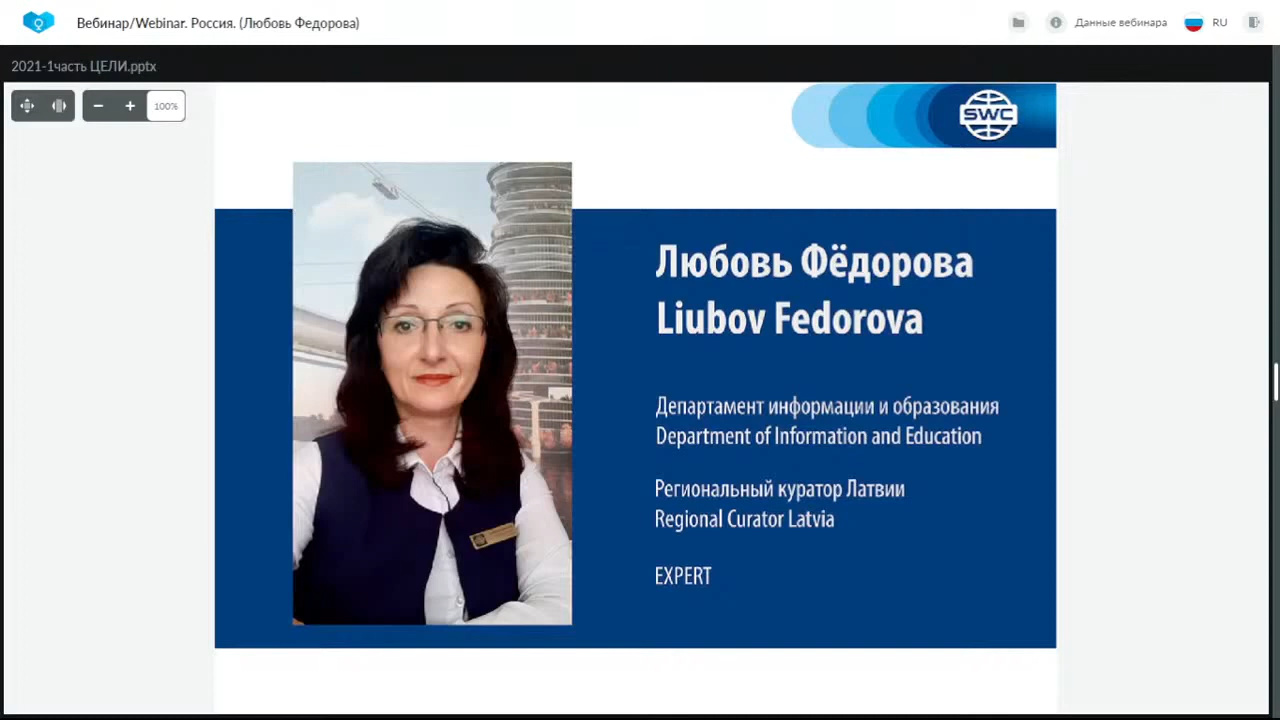 Вебинар/Webinar. Россия. (Любовь Федорова)
Данные вебинара
RU
2021-1часть ЦЕЛИ.pptx
100%
SWC
Любовь Фёдорова
Liubov Fedorova
Департамент информации и образования
Department of Information and Education
Региональный куратор Латвии
Regional Curator Latvia
EXPERT